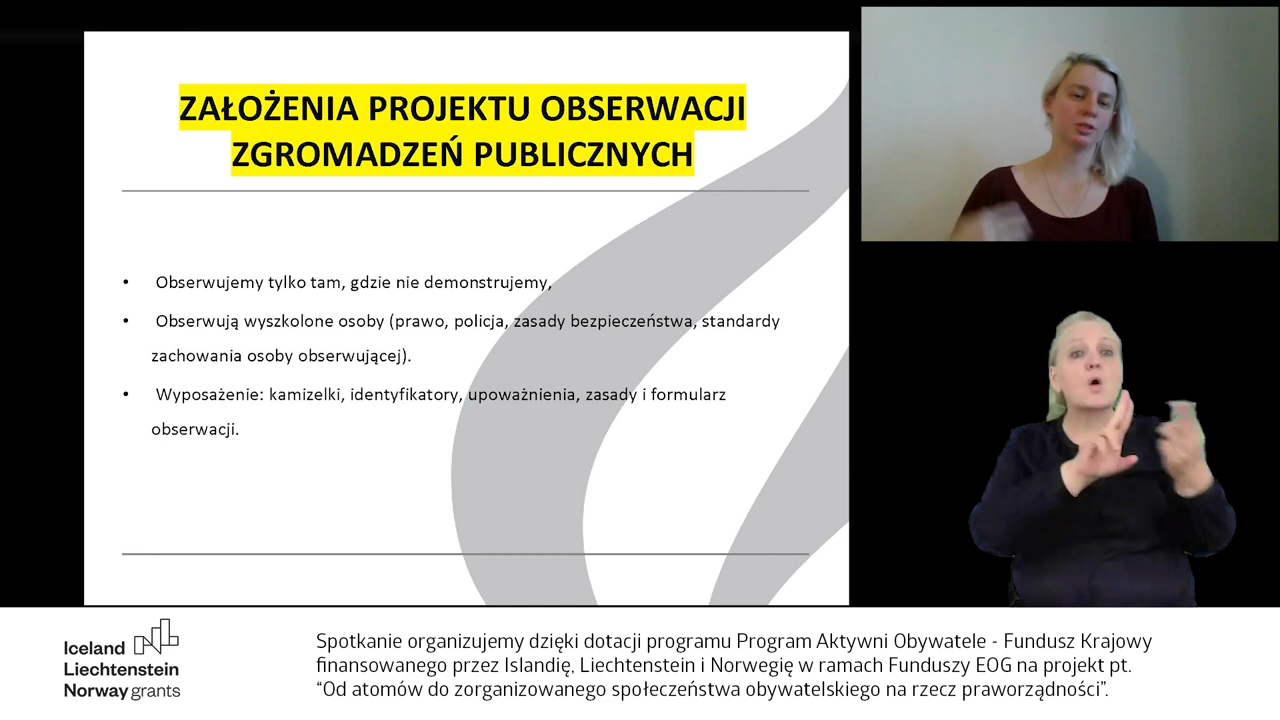 ZAŁOŻENIA PROJEKTU OBSERWACJI
ZGROMADZEŃ PUBLICZNYCH
• Obserwujemy tylko tam, gdzie nie demonstrujemy,
• Obserwują wyszkolone osoby (prawo, policja, zasady bezpieczeństwa, standardy
zachowania osoby obserwującej).
• Wyposażenie: kamizelki, identyfikatory, upoważnienia, zasady i formularz
obserwacji.
Iceland
Liechtenstein
Norway grants
Spotkanie organizujemy dzięki dotacji programu Program Aktywni Obywatele - Fundusz Krajowy
finansowanego przez Islandię, Liechtenstein i Norwegię w ramach Funduszy EOG na projekt pt.
“Od atomów do zorganizowanego społeczeństwa obywatelskiego na rzecz praworządności”.